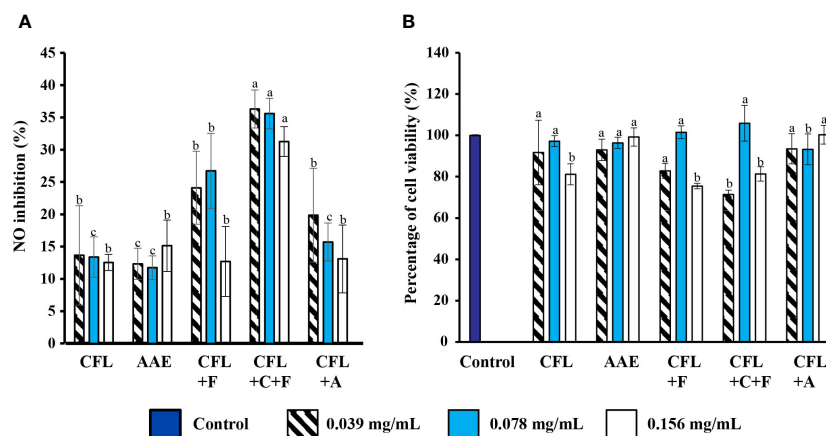 A
B
NO inhibition (%)
45
40
35
30
25
20
15
10
5
0
b c b
c c b
b b b
a a a
b c b
CFL AAE CFL CFL CFL
+F +C+F +A
Percentage of cell viability (%)
140
120
100
80
60
40
20
0
a a b
a a a
b a b
b a b
a b a
Control CFL AAE CFL CFL CFL
+F +C+F +A
Control 0.039 mg/mL 0.078 mg/mL 0.156 mg/mL